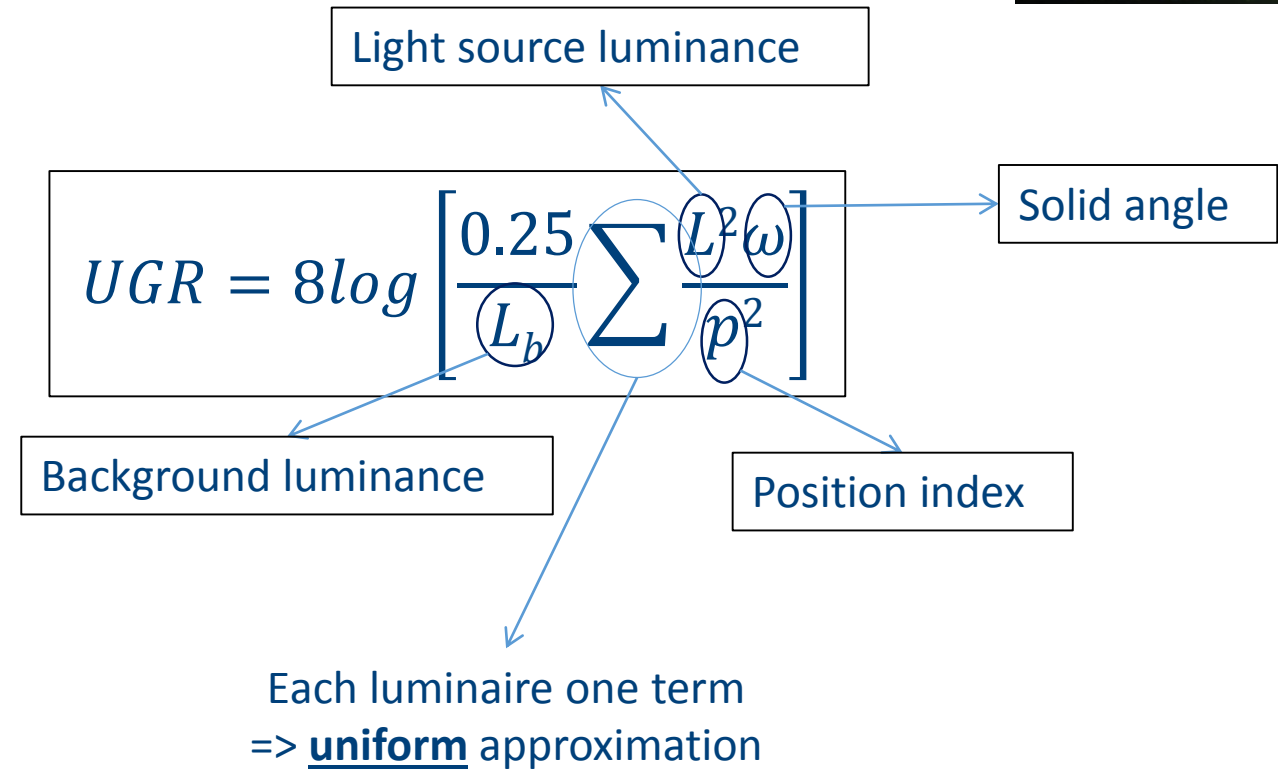 Light source luminance
Solid angle
UGR = 8log [0.25/L_b ∑ L²ω/p²]
Background luminance
Position index
Each luminaire one term
=> uniform approximation